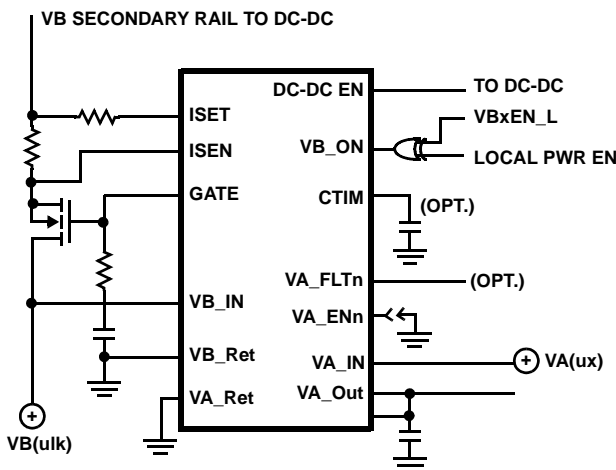 VB SECONDARY RAIL TO DC-DC
DC-DC EN
TO DC-DC
ISET
VBxEN_L
ISEN
VB_ON
LOCAL PWR EN
GATE
CTIM
(OPT.)
VA_FLTn
(OPT.)
VB_IN
VA_ENn
VB_Ret
VA_IN
VA(ux)
VA_Ret
VA_Out
VB(ulk)